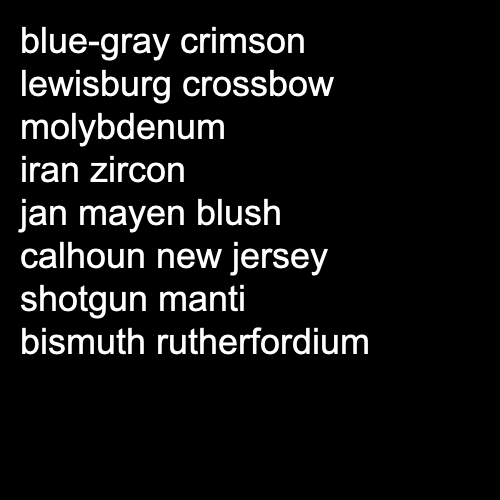 blue-gray crimson
lewisburg crossbow
molybdenum
iran zircon
jan mayen blush
calhoun new jersey
shotgun manti
bismuth rutherfordium